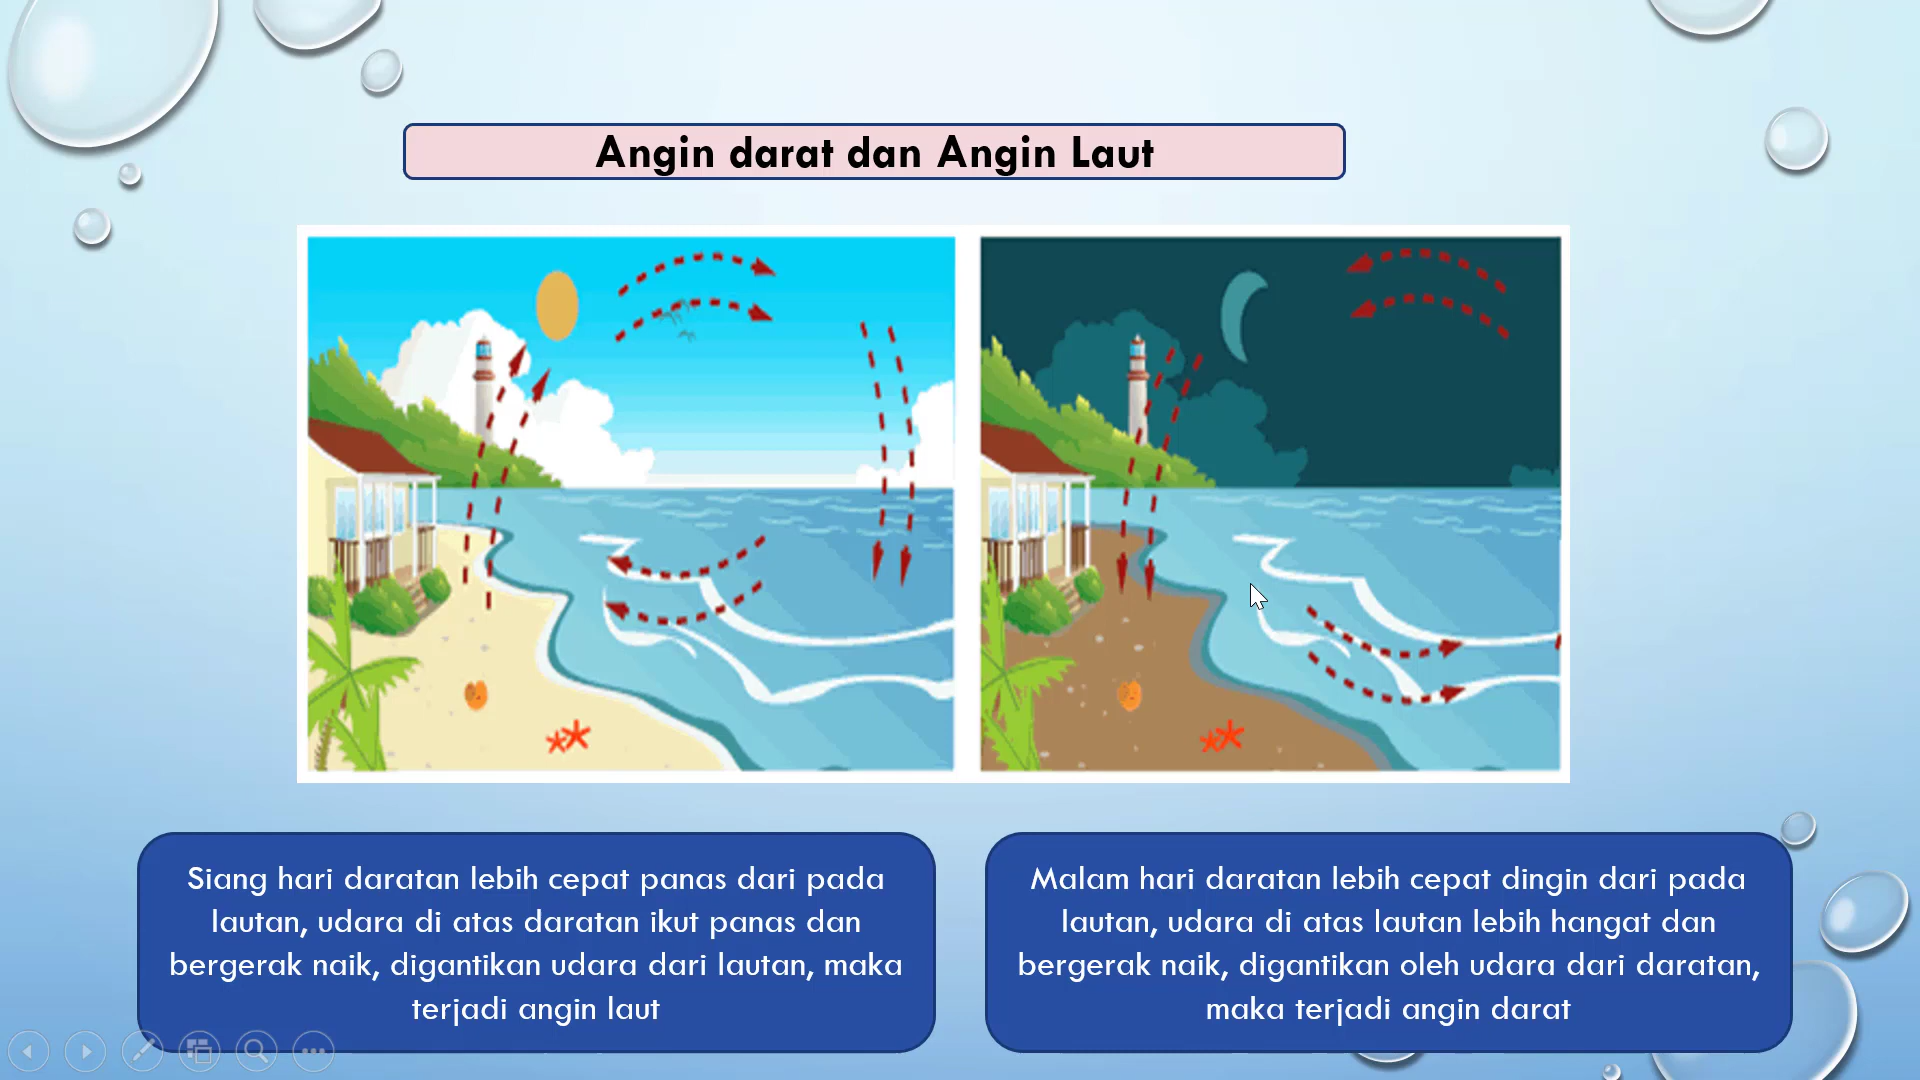 Angin darat dan Angin Laut
Siang hari daratan lebih cepat panas dari pada
lautan, udara di atas daratan ikut panas dan
bergerak naik, digantikan udara dari lautan, maka
terjadi angin laut
Malam hari daratan lebih cepat dingin dari pada
lautan, udara di atas lautan lebih hangat dan
bergerak naik, digantikan oleh udara dari daratan,
maka terjadi angin darat